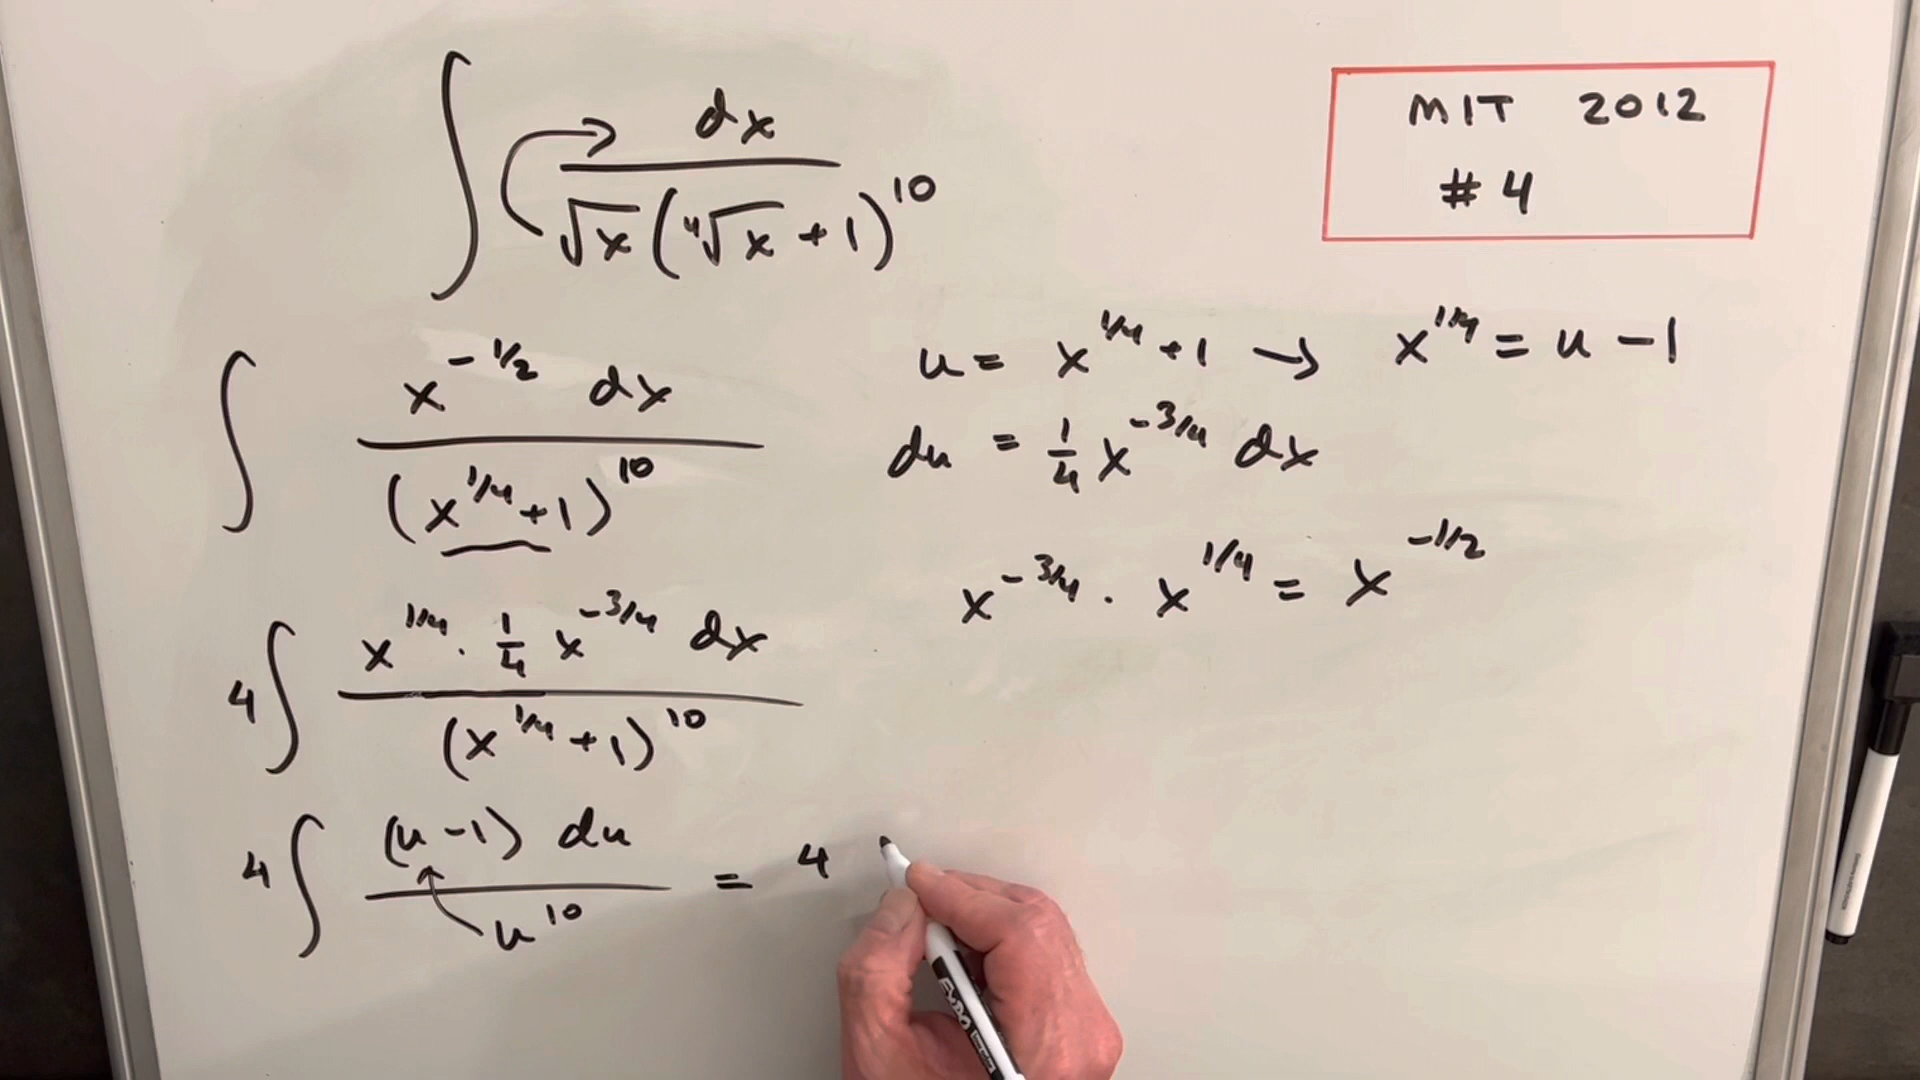 ∫ dx / √x (⁴√x + 1)^10
MIT 2012
# 4
∫ x^(-1/2) dx / (x^(1/4) + 1)^10
u = x^(1/4) + 1 → x^(1/4) = u - 1
du = 1/4 x^(-3/4) dx
x^(-3/4) · x^(1/4) = x^(-1/2)
4 ∫ x^(1/4) · 1/4 x^(-3/4) dx / (x^(1/4) + 1)^10
4 ∫ (u - 1) du / u^10 = 4
EXPO